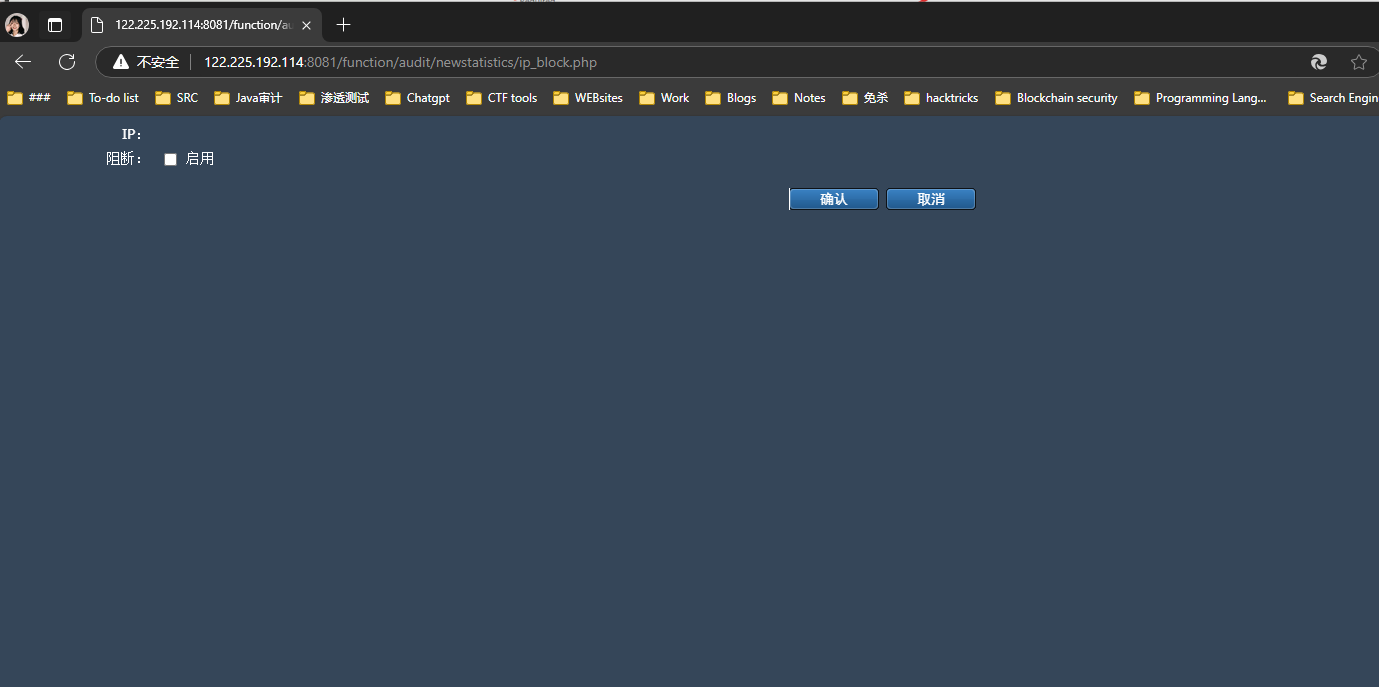 122.225.192.114:8081/function/au
不安全 122.225.192.114:8081/function/audit/newstatistics/ip_block.php
### To-do list SRC Java审计 渗透测试 Chatgpt CTF tools WEBsites Work Blogs Notes 免杀 hacktricks Blockchain security Programming Lang... Search Engin
IP：
阻断： 启用
确认 取消